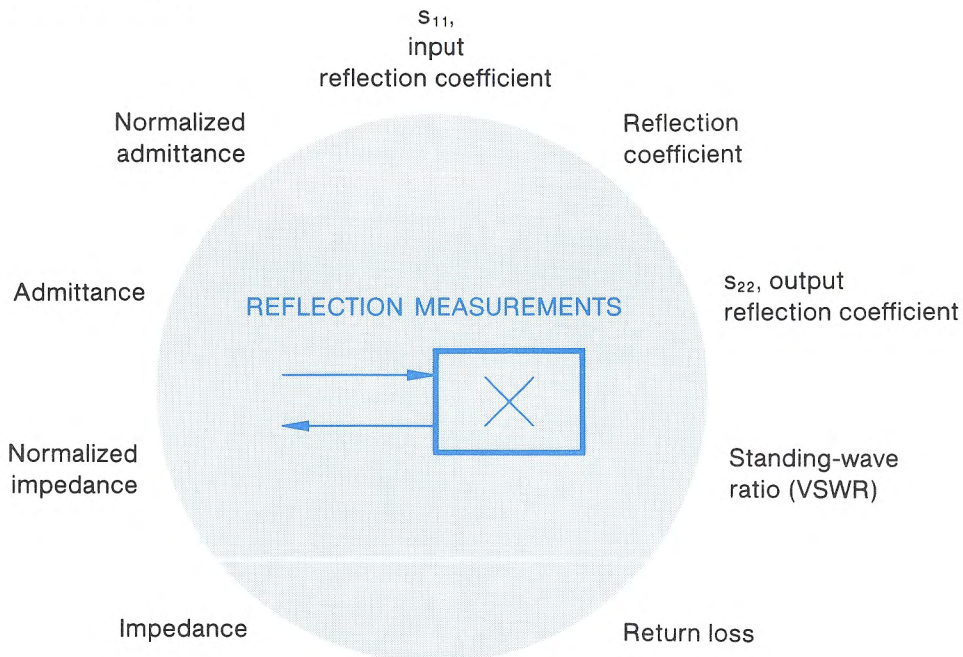 s₁₁,
input
reflection coefficient
Normalized
admittance
Reflection
coefficient
Admittance
s₂₂, output
reflection coefficient
REFLECTION MEASUREMENTS
Normalized
impedance
Standing-wave
ratio (VSWR)
Impedance
Return loss